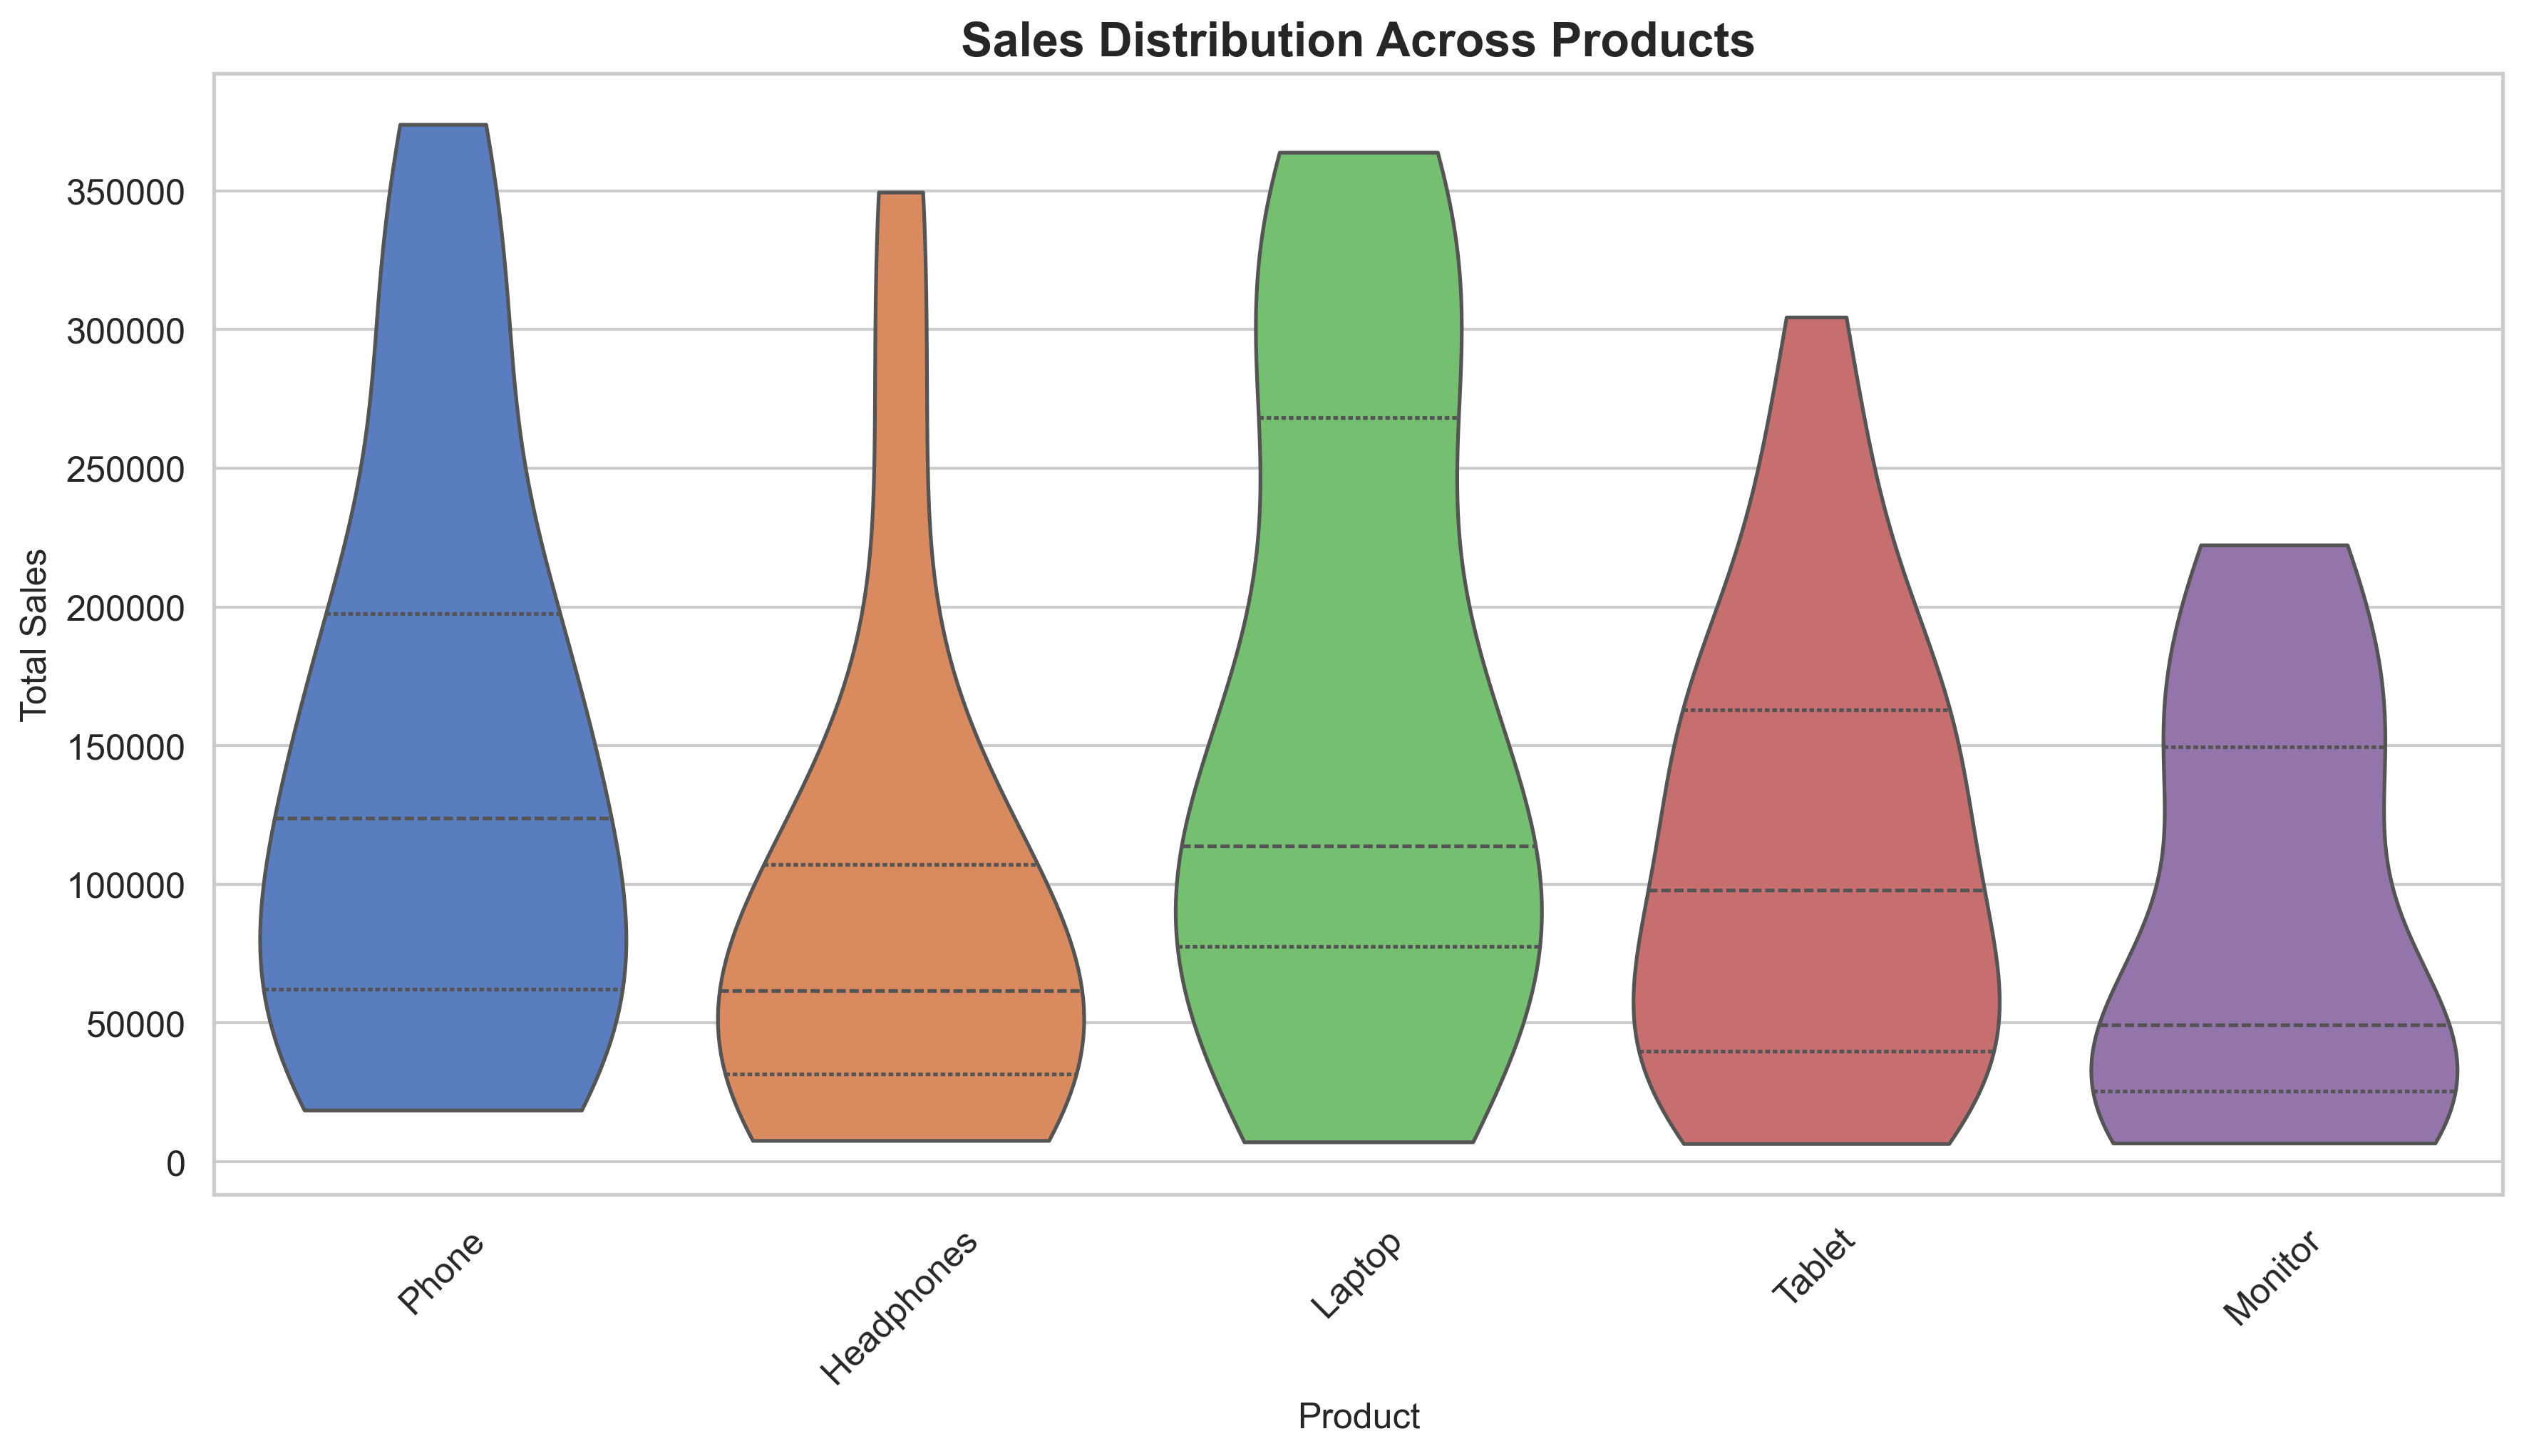 Sales Distribution Across Products
Total Sales
350000
300000
250000
200000
150000
100000
50000
0
Phone
Headphones
Laptop
Tablet
Monitor
Product